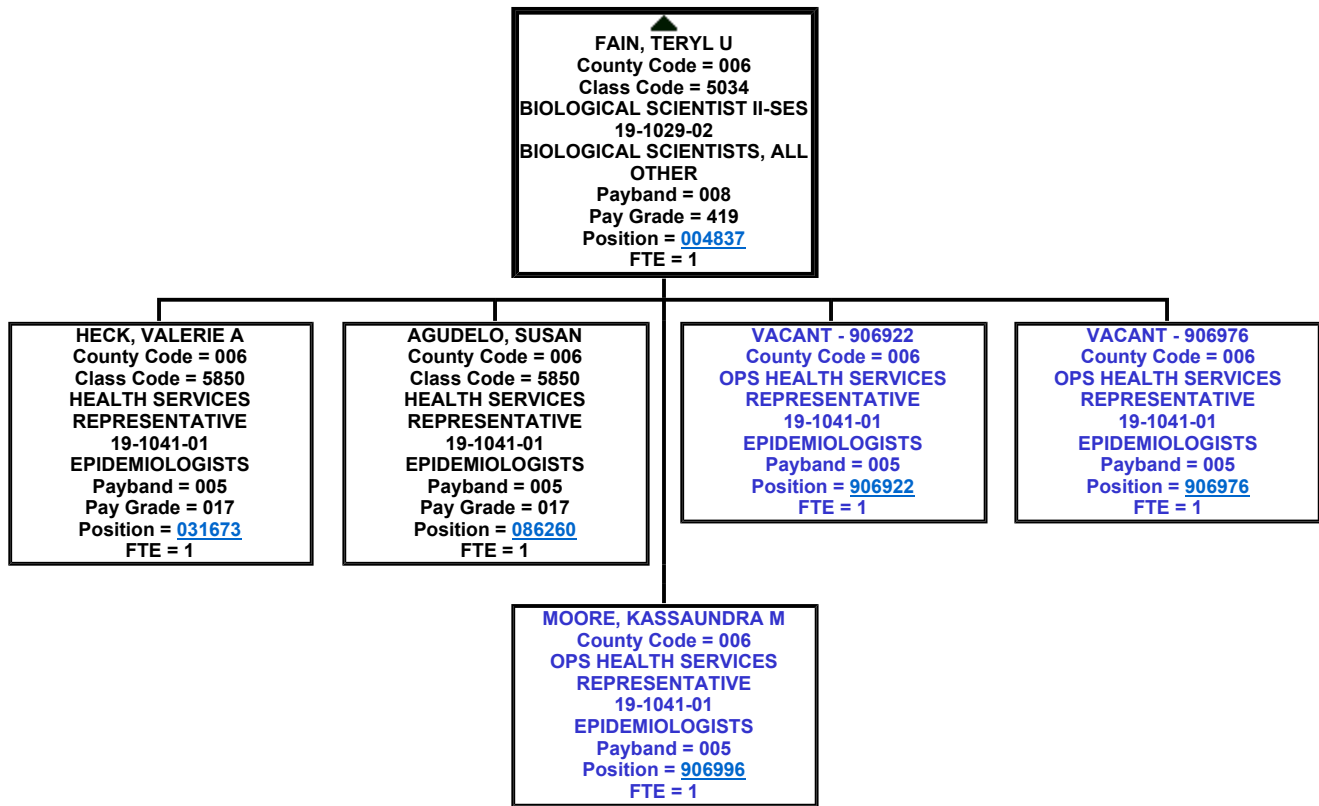 FAIN, TERYL U
County Code = 006
Class Code = 5034
BIOLOGICAL SCIENTIST II-SES
19-1029-02
BIOLOGICAL SCIENTISTS, ALL
OTHER
Payband = 008
Pay Grade = 419
Position = 004837
FTE = 1
HECK, VALERIE A
County Code = 006
Class Code = 5850
HEALTH SERVICES
REPRESENTATIVE
19-1041-01
EPIDEMIOLOGISTS
Payband = 005
Pay Grade = 017
Position = 031673
FTE = 1
AGUDELO, SUSAN
County Code = 006
Class Code = 5850
HEALTH SERVICES
REPRESENTATIVE
19-1041-01
EPIDEMIOLOGISTS
Payband = 005
Pay Grade = 017
Position = 086260
FTE = 1
VACANT - 906922
County Code = 006
OPS HEALTH SERVICES
REPRESENTATIVE
19-1041-01
EPIDEMIOLOGISTS
Payband = 005
Position = 906922
FTE = 1
VACANT - 906976
County Code = 006
OPS HEALTH SERVICES
REPRESENTATIVE
19-1041-01
EPIDEMIOLOGISTS
Payband = 005
Position = 906976
FTE = 1
MOORE, KASSAUNDRA M
County Code = 006
OPS HEALTH SERVICES
REPRESENTATIVE
19-1041-01
EPIDEMIOLOGISTS
Payband = 005
Position = 906996
FTE = 1